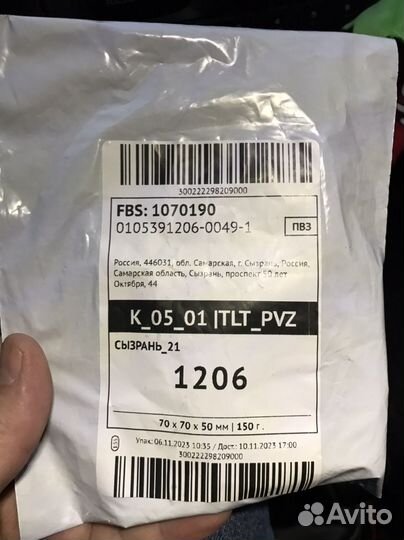 300222298209000
FBS: 1070190
0105391206-0049-1
ПВЗ
Россия, 446031, обл. Самарская, г. Сызрань, Россия,
Самарская область, Сызрань, проспект 50 лет
Октября, 44
K_05_01 |TLT_PVZ
СЫЗРАНЬ_21
1206
70 x 70 x 50 мм | 150 г.
Упак: 06.11.2023 10:35 / Дост: 10.11.2023 17:00
300222298209000
Avito